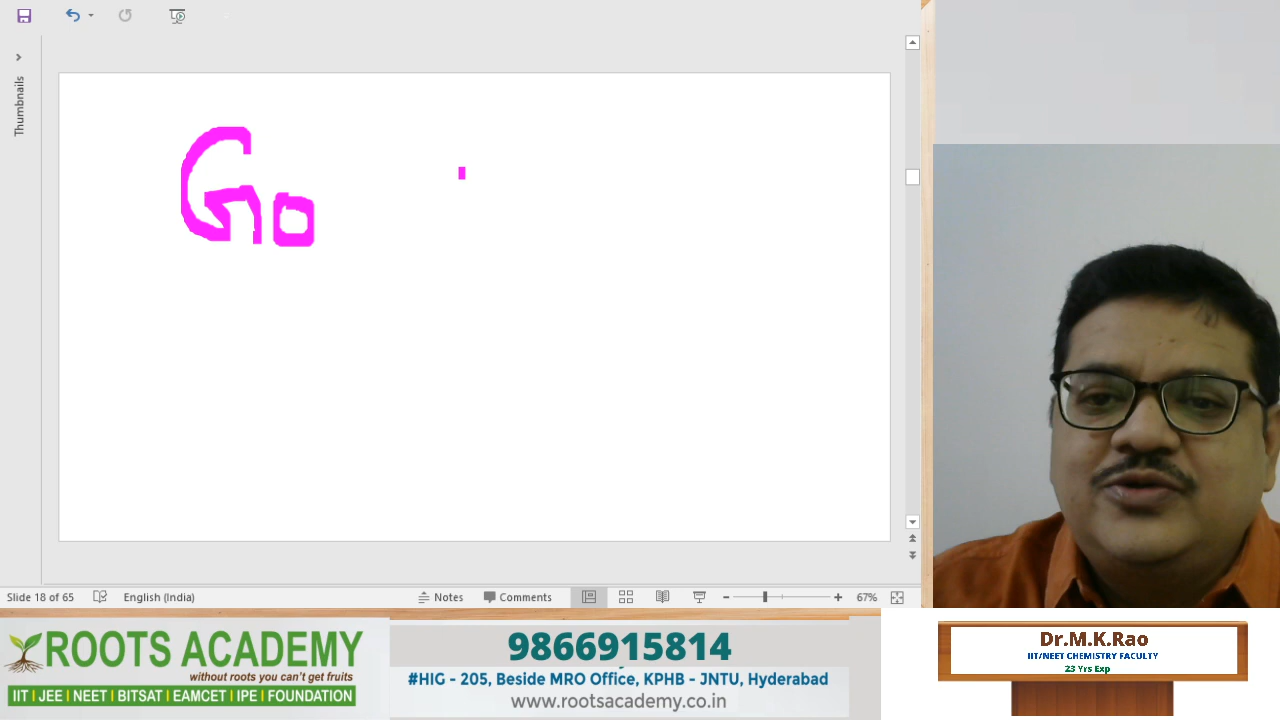 Thumbnails
Go
Slide 18 of 65
English (India)
Notes
Comments
67%
ROOTS ACADEMY
without roots you can't get fruits
IIT I JEE I NEET I BITSAT I EAMCET I IPE I FOUNDATION
9866915814
#HIG - 205, Beside MRO Office, KPHB - JNTU, Hyderabad
www.rootsacademy.co.in
Dr.M.K.Rao
IIT/NEET CHEMISTRY FACULTY
23 Yrs Exp